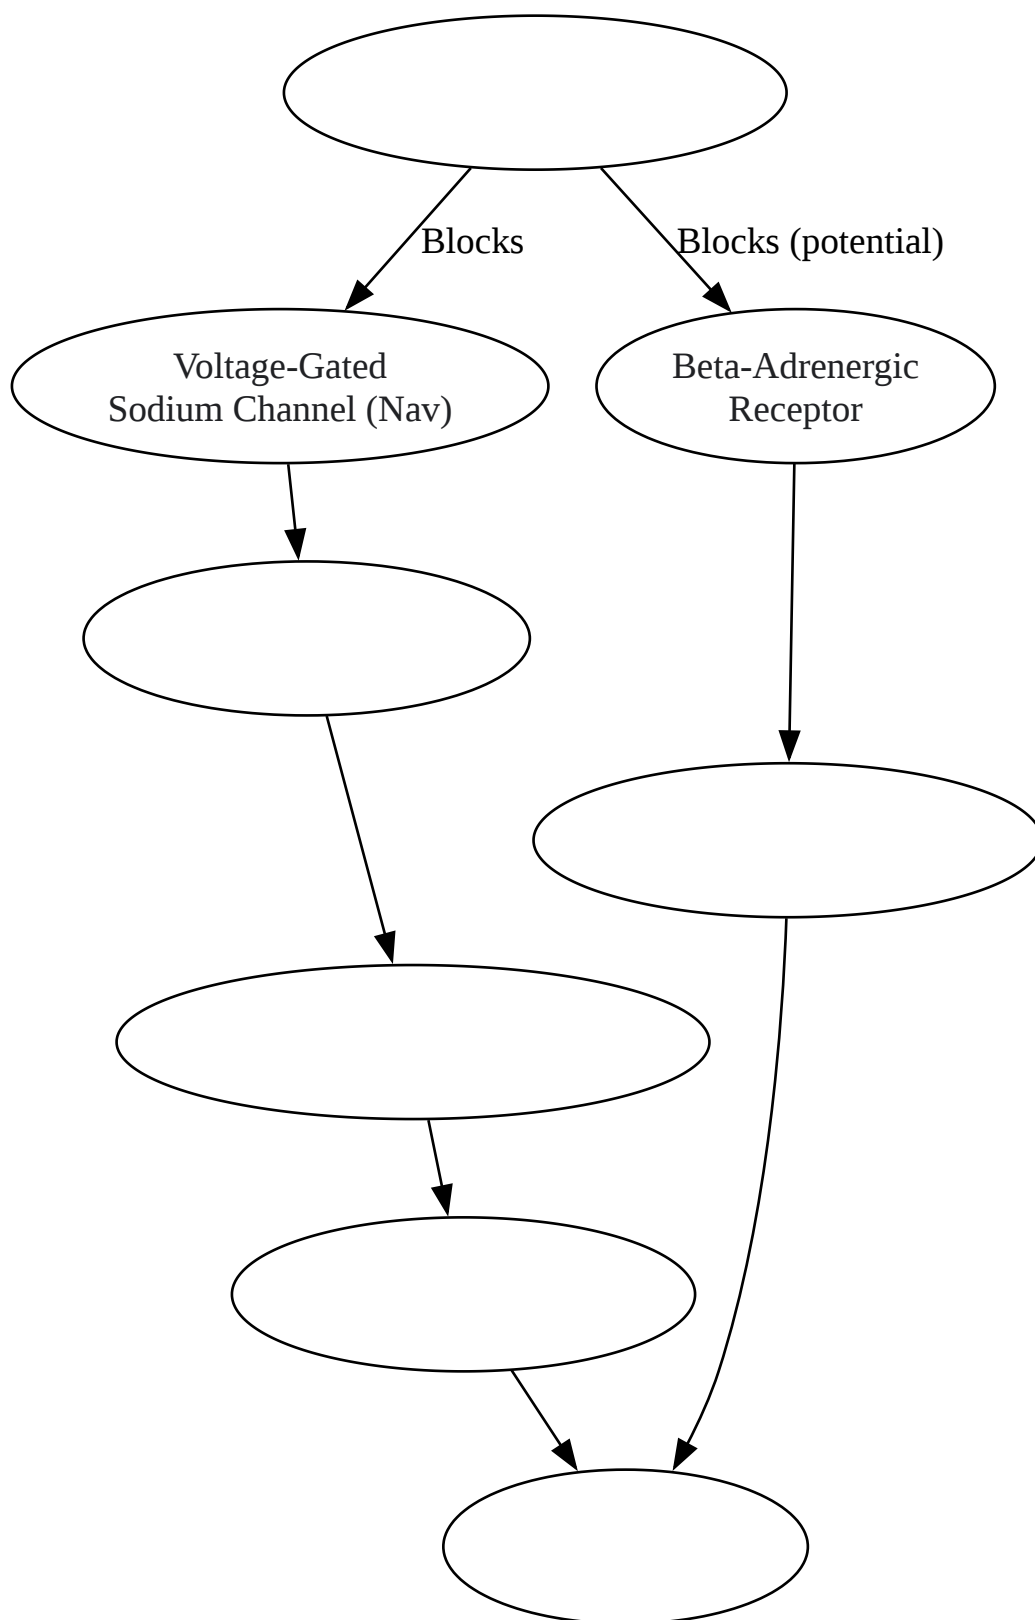 Blocks
Blocks (potential)
Voltage-Gated
Sodium Channel (Nav)
Beta-Adrenergic
Receptor